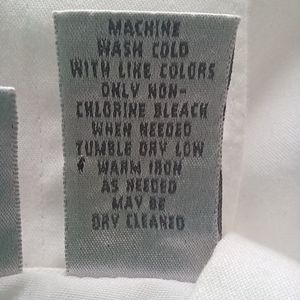 MACHINE
WASH COLD
WITH LIKE COLORS
ONLY NON-
CHLORINE BLEACH
WHEN NEEDED
TUMBLE DRY LOW
WARM IRON
AS NEEDED
MAY BE
DRY CLEANED